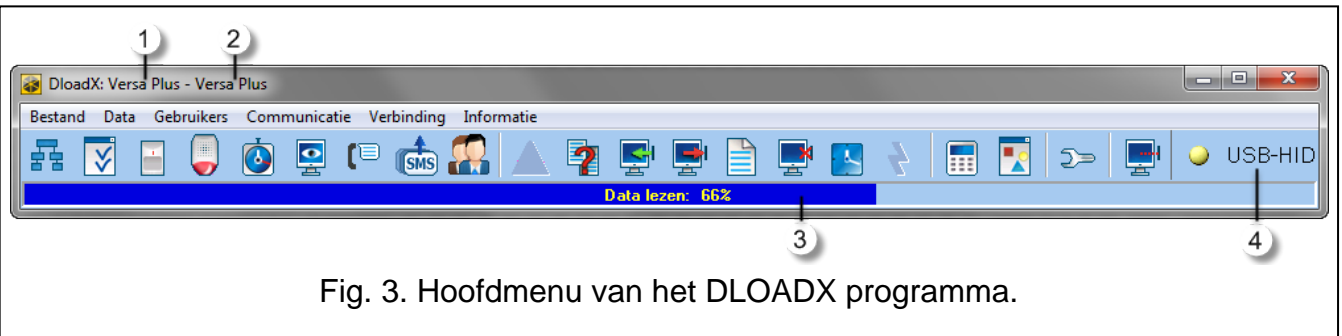 1 2
DloadX: Versa Plus - Versa Plus
Bestand Data Gebruikers Communicatie Verbinding Informatie
SMS
USB-HID
Data lezen: 66%
3 4
Fig. 3. Hoofdmenu van het DLOADX programma.